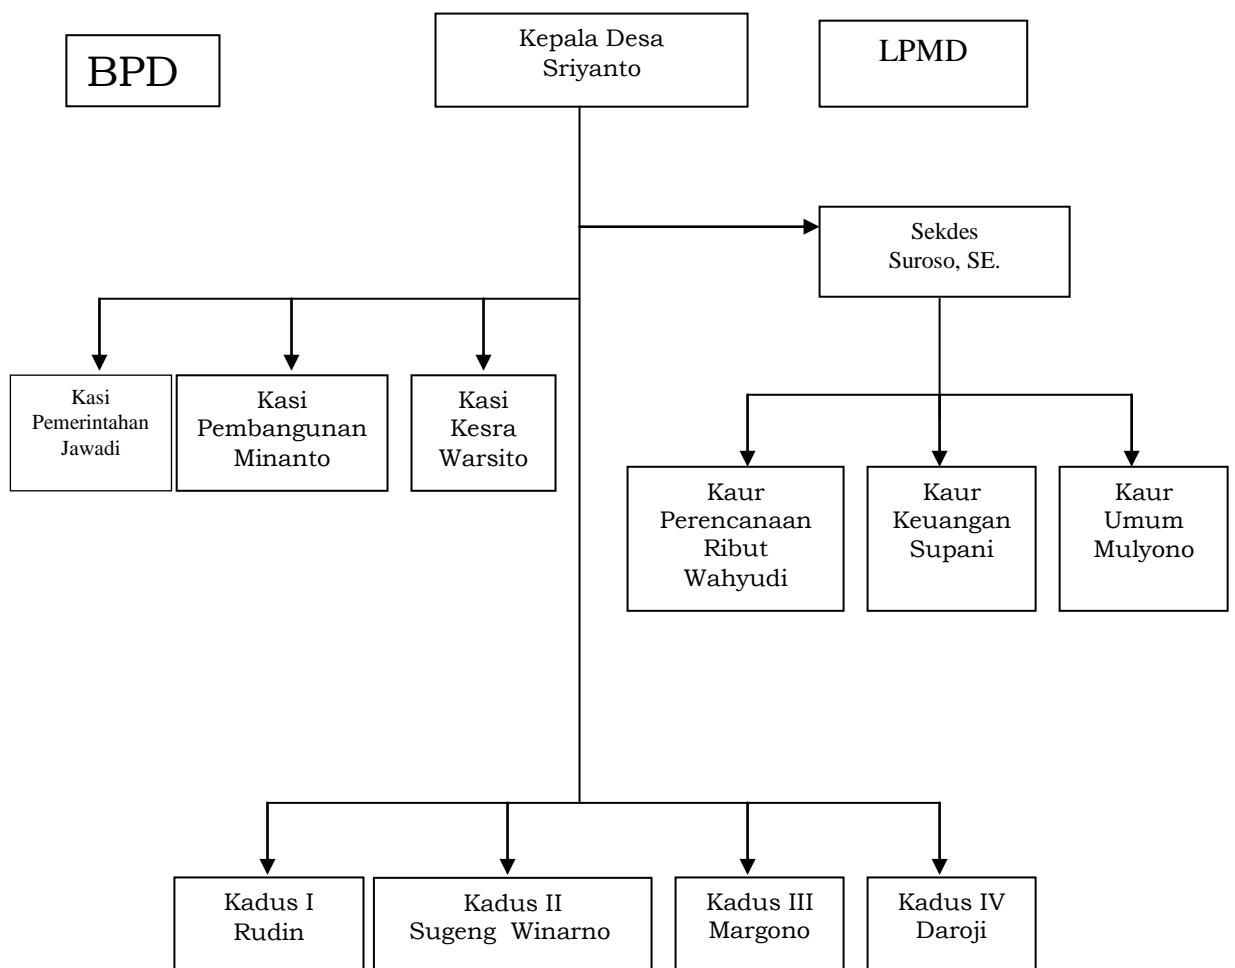 BPD
Kepala Desa
Sriyanto
LPMD
Sekdes
Suroso, SE.
Kasi
Pemerintahan
Jawadi
Kasi
Pembangunan
Minanto
Kasi
Kesra
Warsito
Kaur
Perencanaan
Ribut
Wahyudi
Kaur
Keuangan
Supani
Kaur
Umum
Mulyono
Kadus I
Rudin
Kadus II
Sugeng  Winarno
Kadus III
Margono
Kadus IV
Daroji